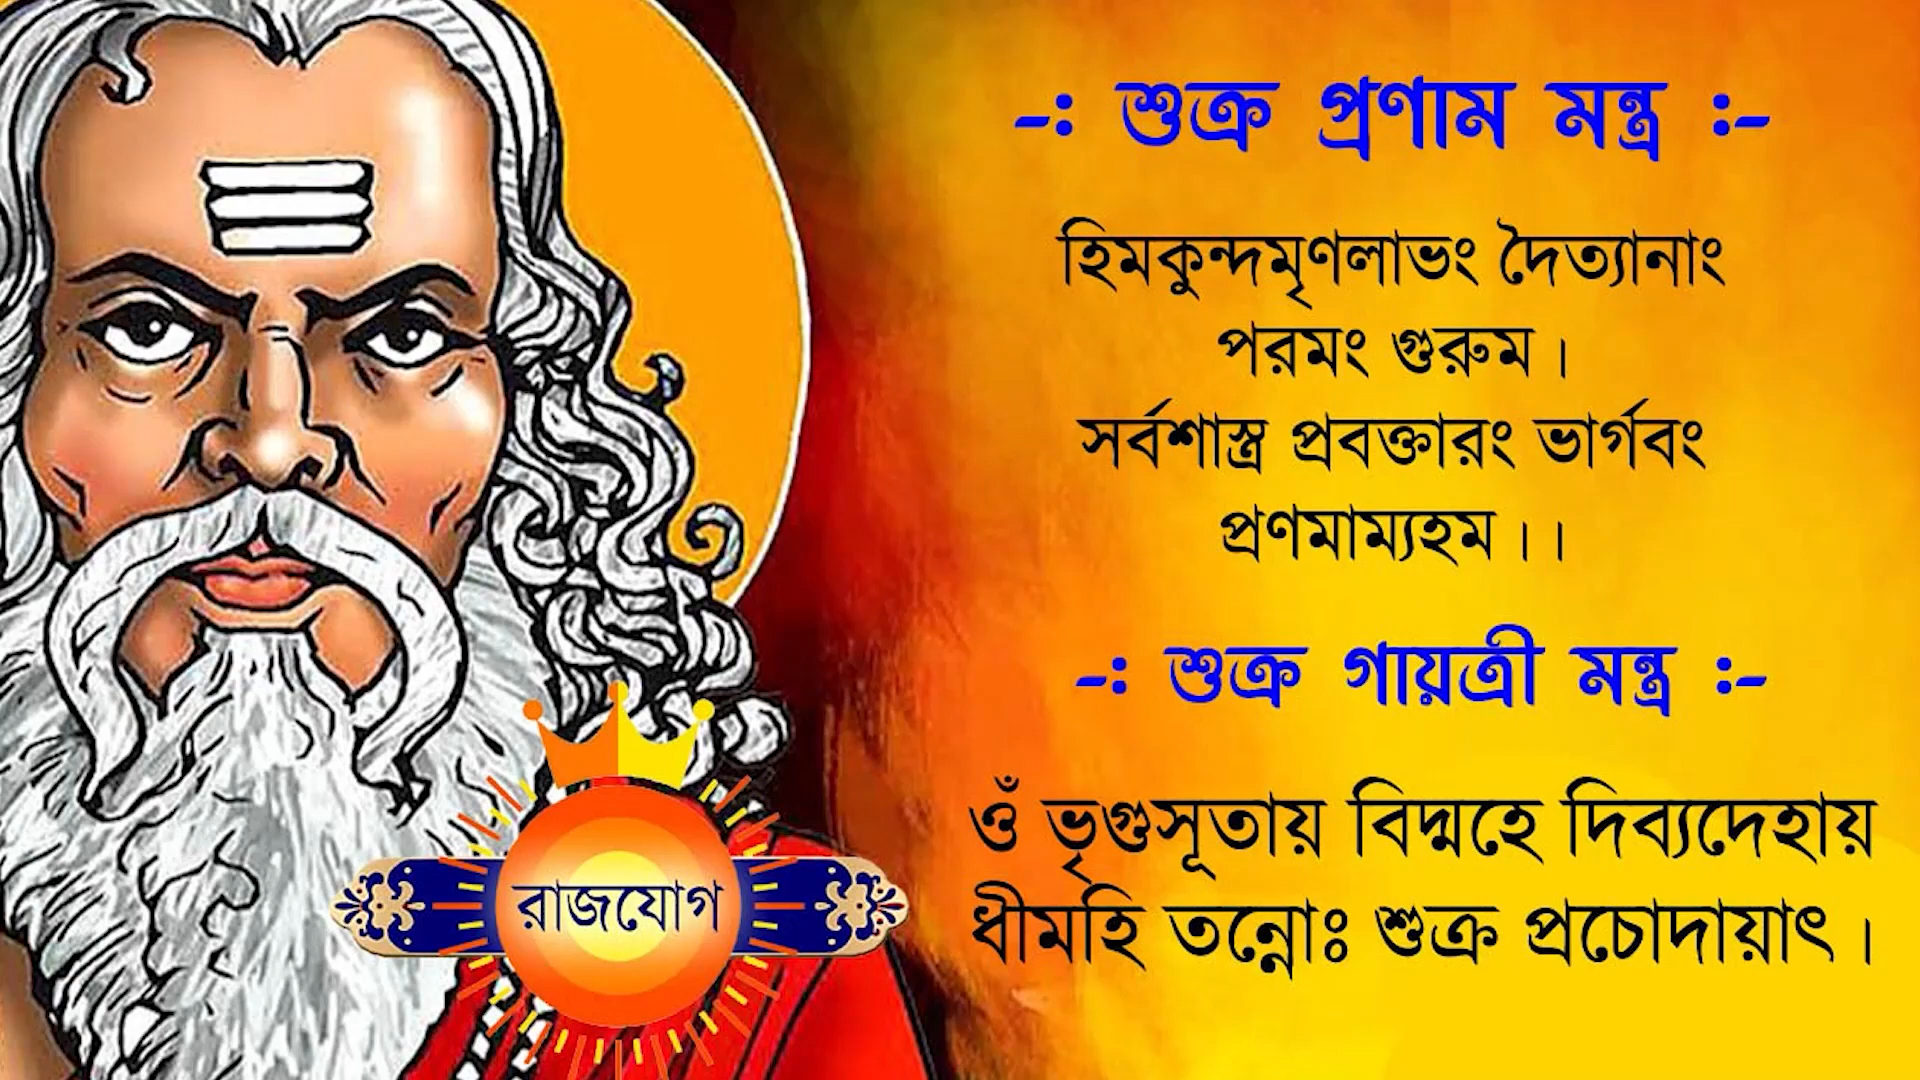 -: শুক্র প্রণাম মন্ত্র :-
হিমকুন্দমৃণলাভং দৈত্যানাং
পরমং গুরুম।
সর্বশাস্ত্র প্রবক্তারং ভার্গবং
প্রণমাম্যহম।।
-: শুক্র গায়ত্রী মন্ত্র :-
ওঁ ভৃগুসূতায় বিদ্মহে দিব্যদেহায়
ধীমহি তন্নোঃ শুক্র প্রচোদায়াৎ।
রাজযোগ